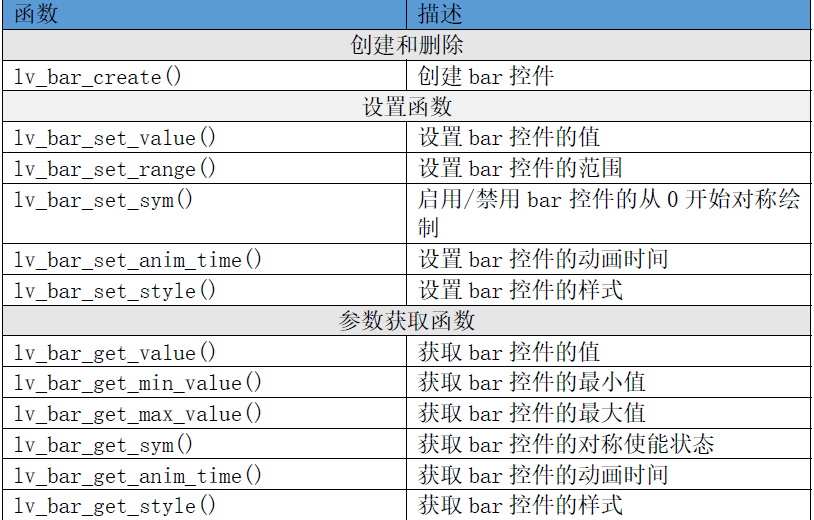 函数 描述
创建和删除
lv_bar_create() 创建 bar 控件
设置函数
lv_bar_set_value() 设置 bar 控件的值
lv_bar_set_range() 设置 bar 控件的范围
lv_bar_set_sym() 启用/禁用 bar 控件的从 0 开始对称绘
制
lv_bar_set_anim_time() 设置 bar 控件的动画时间
lv_bar_set_style() 设置 bar 控件的样式
参数获取函数
lv_bar_get_value() 获取 bar 控件的值
lv_bar_get_min_value() 获取 bar 控件的最小值
lv_bar_get_max_value() 获取 bar 控件的最大值
lv_bar_get_sym() 获取 bar 控件的对称使能状态
lv_bar_get_anim_time() 获取 bar 控件的动画时间
lv_bar_get_style() 获取 bar 控件的样式